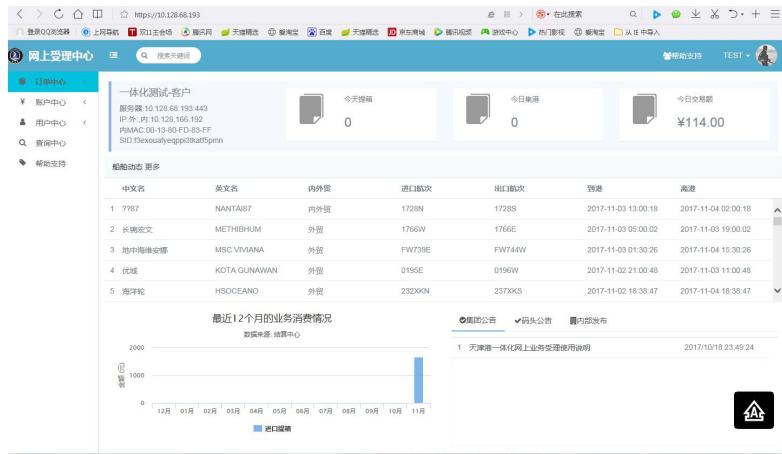 https://10.128.68.193
在此搜索
登录QQ浏览器 上网导航 双11主会场 腾讯网 天猫精选 爱淘宝 百度 天猫精选 京东商城 腾讯视频 游戏中心 热门影视 爱淘宝 从 IE 中导入
网上受理中心
搜索关键词
帮助支持 TEST
订单中心
账户中心
用户中心
查询中心
帮助支持
一体化测试-客户
服务器:10.128.68.193:443
IP:外:,内:10.128.166.192
内MAC:00-13-80-FD-83-FF
SID:f3exouafyeqppi3tkatf5pmn
今天提箱
0
今日集港
0
今日交易额
¥114.00
船舶动态 更多
中文名 英文名 内外贸 进口航次 出口航次 到港 离港
1 ??87 NANTAI87 内外贸 1728N 1728S 2017-11-03 13:00:18 2017-11-04 02:00:18
2 长锦宏文 METHIBHUM 外贸 1766W 1766E 2017-11-03 05:00:02 2017-11-03 19:00:02
3 地中海维安娜 MSC VIVIANA 外贸 FW739E FW744W 2017-11-03 01:30:26 2017-11-04 15:30:26
4 优域 KOTA GUNAWAN 外贸 0195E 0196W 2017-11-02 21:00:48 2017-11-03 11:00:48
5 海洋轮 HSOCEANO 外贸 232XKN 237XKS 2017-11-02 18:38:47 2017-11-04 18:38:47
最近12个月的业务消费情况
数据来源: 结算中心
金额 (元)
2000
1000
0
12月 01月 02月 03月 04月 05月 06月 07月 08月 09月 10月 11月
进口提箱
集团公告 码头公告 内部发布
1 天津港一体化网上业务受理使用说明 2017/10/18 23:49:24